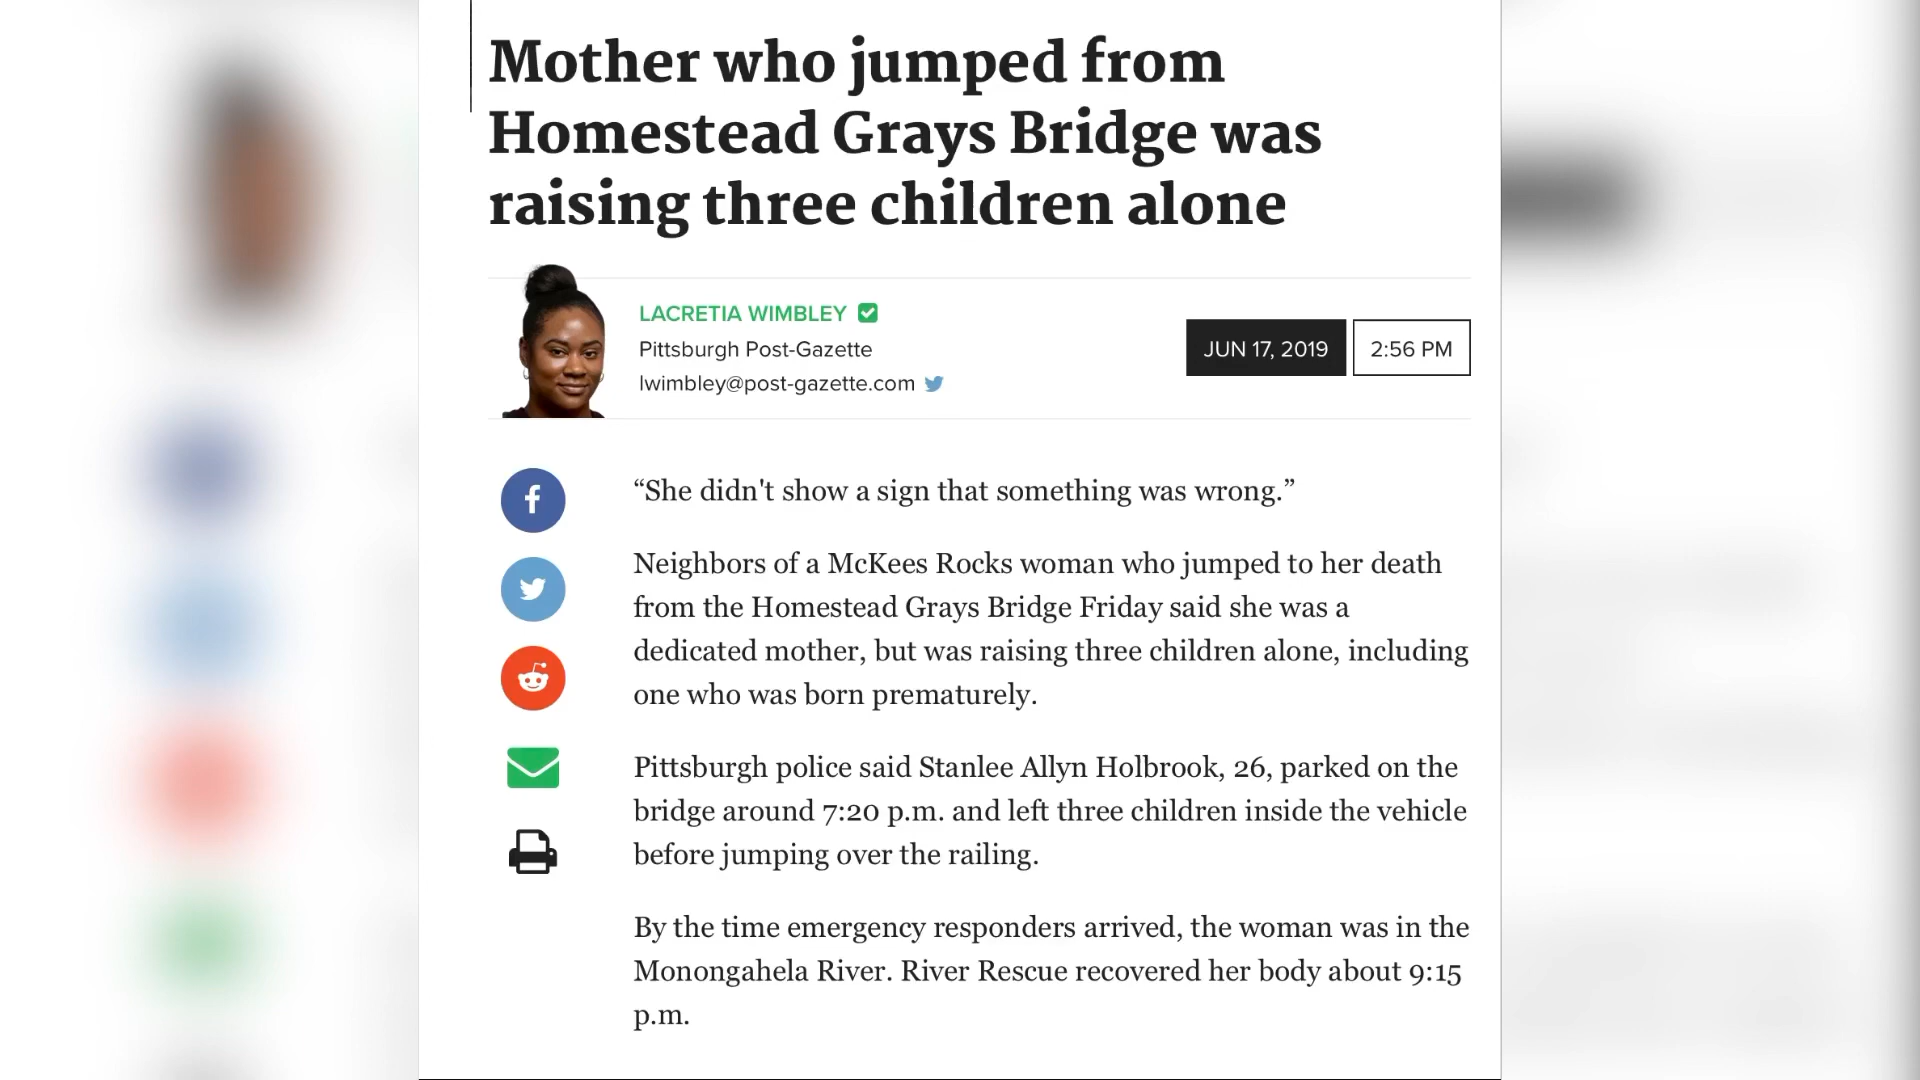 Mother who jumped from
Homestead Grays Bridge was
raising three children alone
LACRETIA WIMBLEY
Pittsburgh Post-Gazette
lwimbley@post-gazette.com
JUN 17, 2019
2:56 PM
“She didn't show a sign that something was wrong.”
Neighbors of a McKees Rocks woman who jumped to her death
from the Homestead Grays Bridge Friday said she was a
dedicated mother, but was raising three children alone, including
one who was born prematurely.
Pittsburgh police said Stanlee Allyn Holbrook, 26, parked on the
bridge around 7:20 p.m. and left three children inside the vehicle
before jumping over the railing.
By the time emergency responders arrived, the woman was in the
Monongahela River. River Rescue recovered her body about 9:15
p.m.